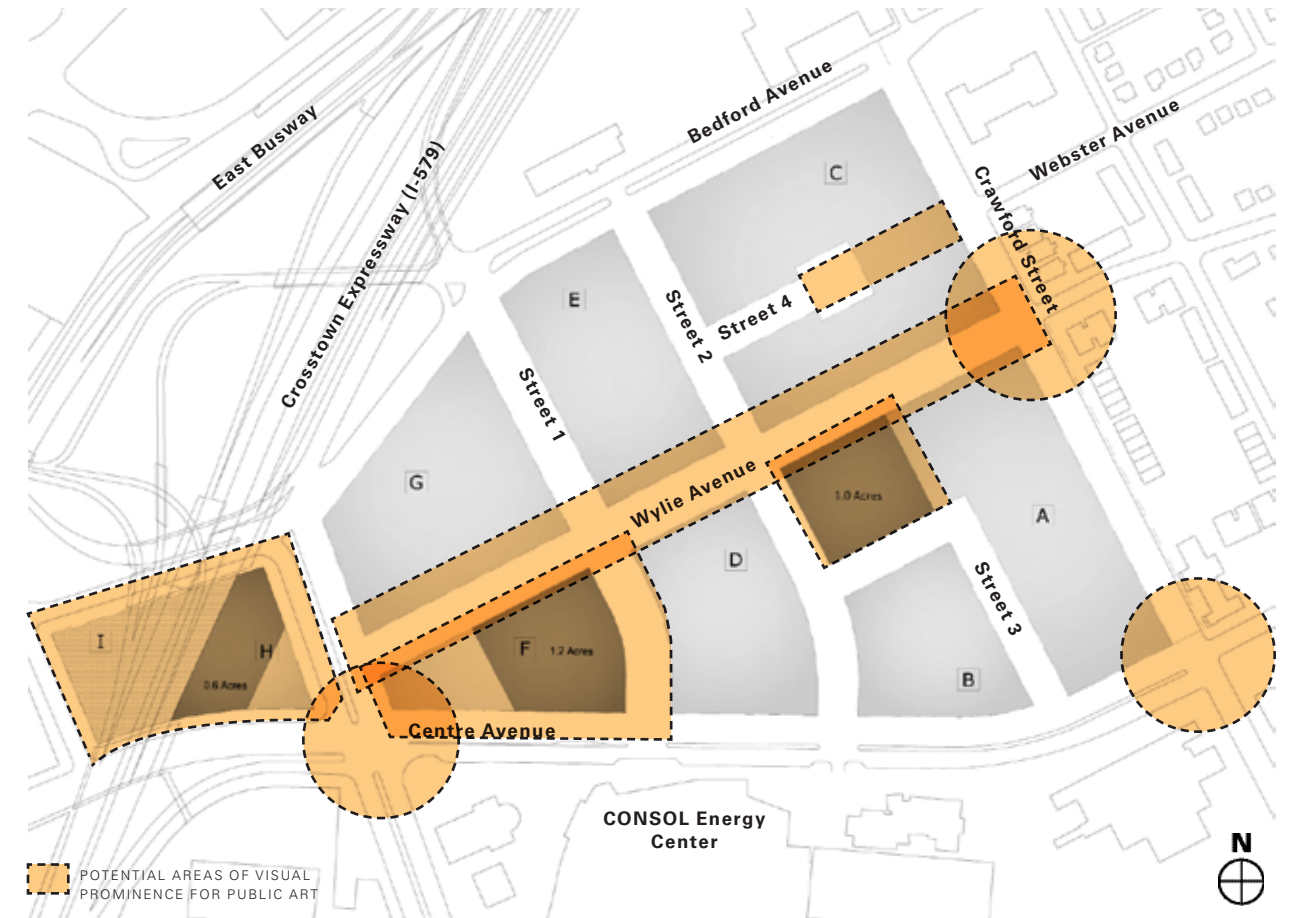 Bedford Avenue
East Busway
Webster Avenue
Crosstown Expressway (I-579)
C
Crawford Street
E
Street 2
Street 4
Street 1
G
Wylie Avenue
1.0 Acres
A
D
Street 3
I
H
F
1.2 Acres
0.6 Acres
B
Centre Avenue
CONSOL Energy
Center
N
POTENTIAL AREAS OF VISUAL
PROMINENCE FOR PUBLIC ART